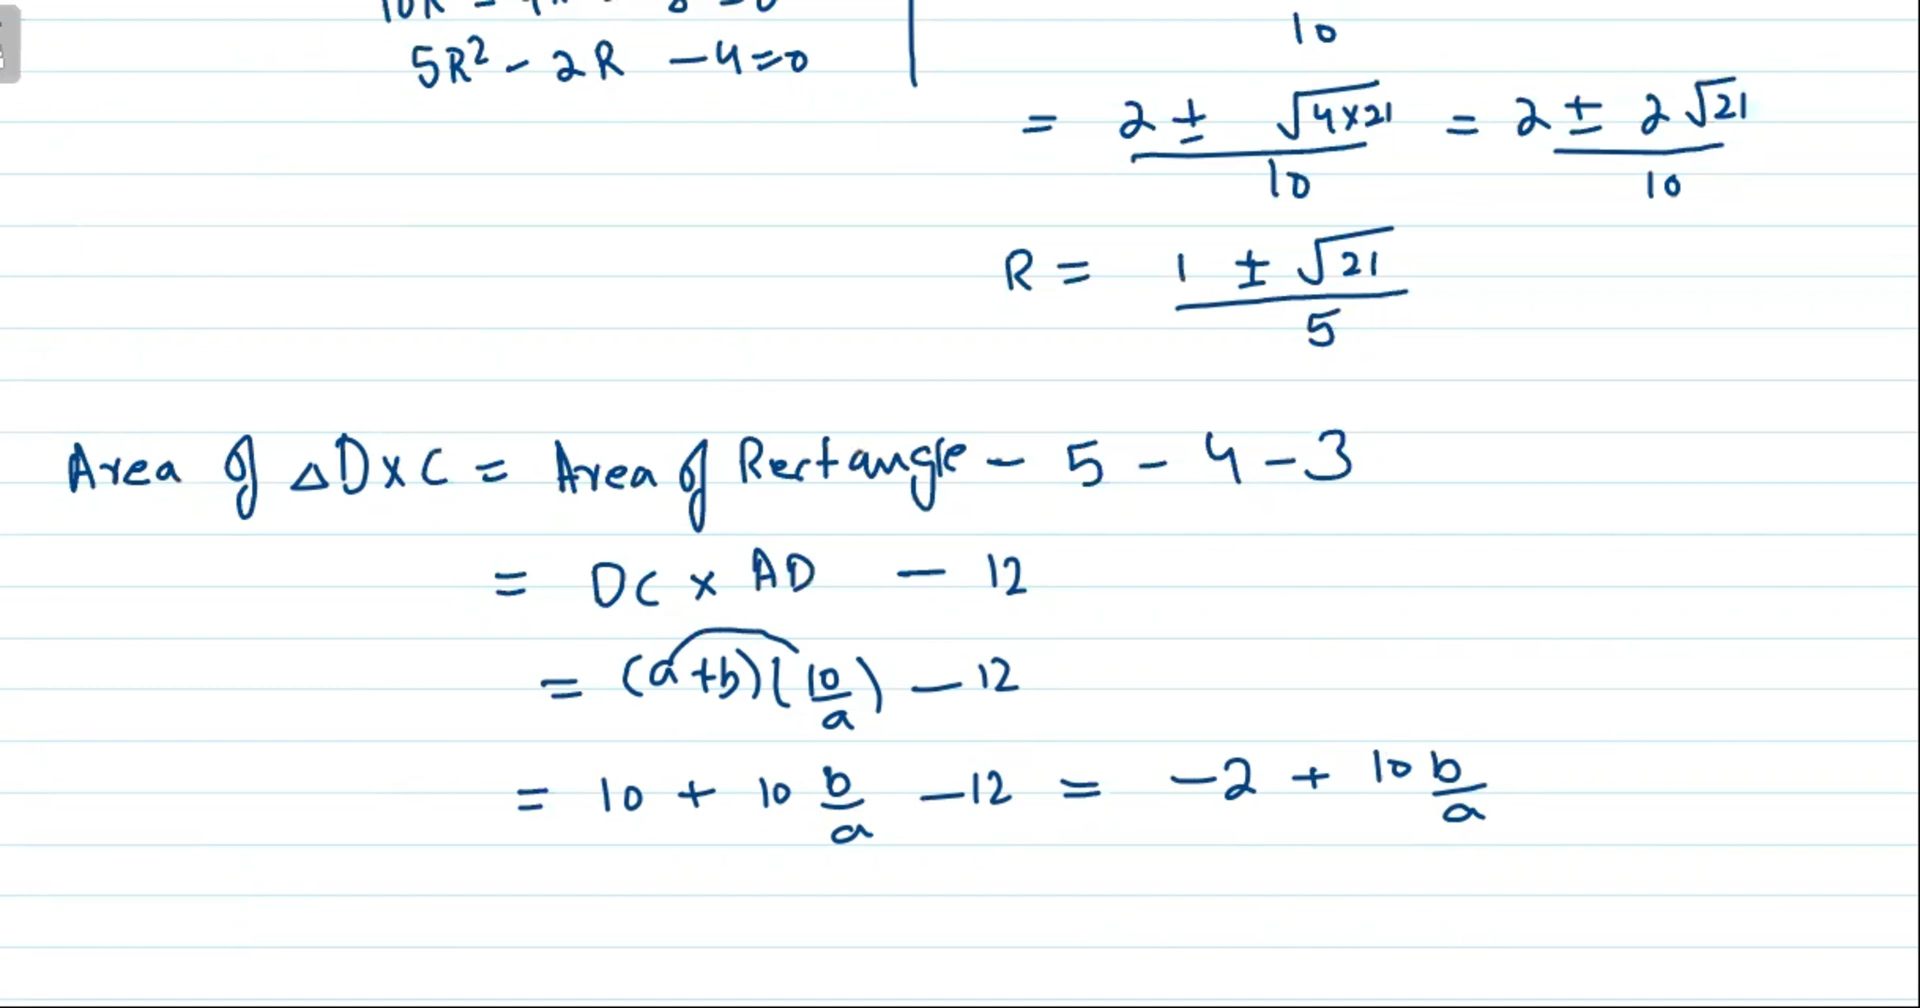 5R² - 2R - 4 = 0
10
= 2 ± √4×21 / 10 = 2 ± 2√21 / 10
R = 1 ± √21 / 5
Area of △DXC = Area of Rectangle - 5 - 4 - 3
= DC × AD - 12
= (a+b)(10/a) - 12
= 10 + 10 b/a - 12 = -2 + 10 b/a